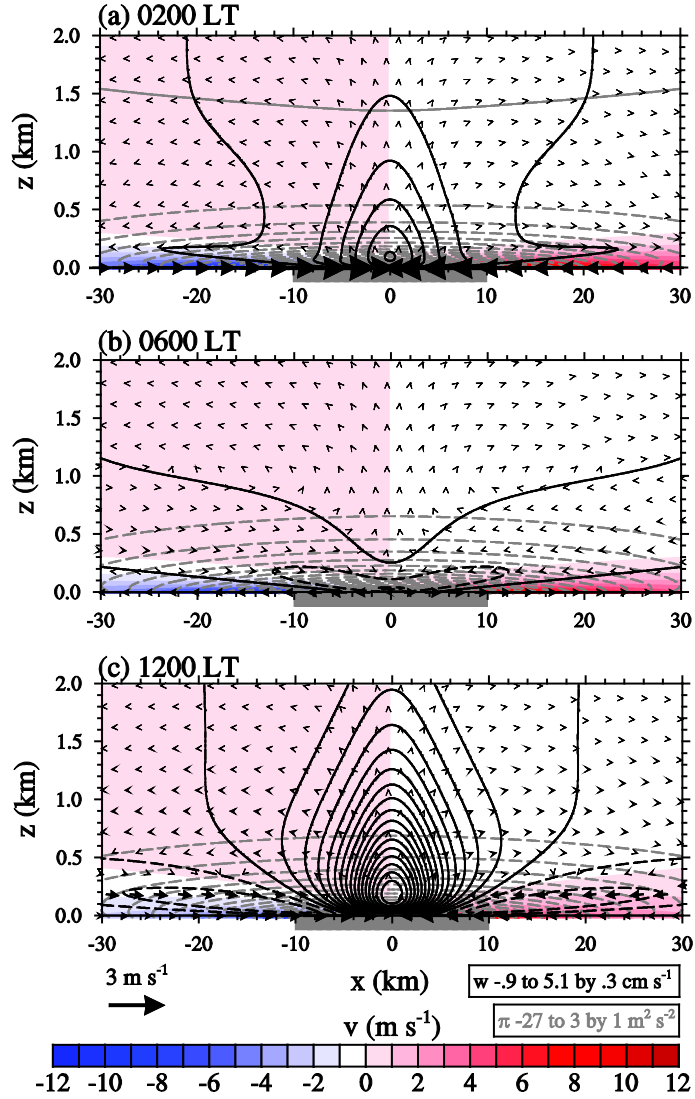 (a) 0200 LT
2.0
1.5
1.0
0.5
0.0
z (km)
-30 -20 -10 0 10 20 30
(b) 0600 LT
2.0
1.5
1.0
0.5
0.0
z (km)
-30 -20 -10 0 10 20 30
(c) 1200 LT
2.0
1.5
1.0
0.5
0.0
z (km)
-30 -20 -10 0 10 20 30
3 m s⁻¹
x (km)
w -.9 to 5.1 by .3 cm s⁻¹
π -27 to 3 by 1 m² s⁻²
v (m s⁻¹)
-12 -10 -8 -6 -4 -2 0 2 4 6 8 10 12